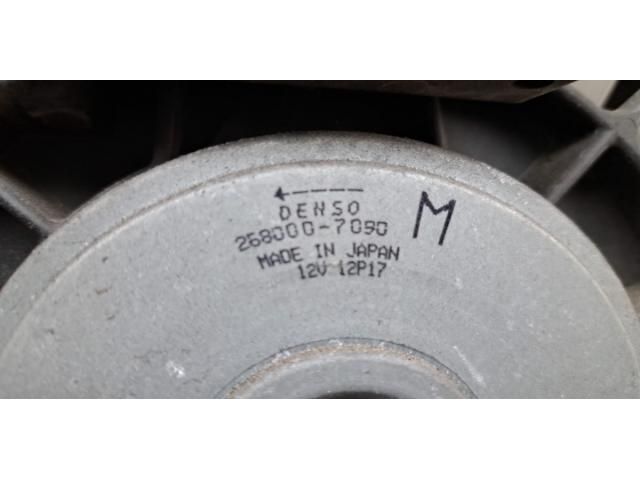 DENSO
268000-7090
M
MADE IN JAPAN
12V 12P17